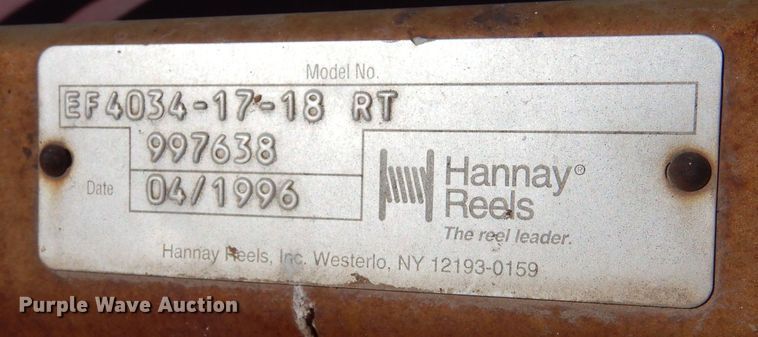 Model No.
EF4034-17-18 RT
997638
Date 04/1996
Hannay®
Reels
The reel leader.
Hannay Reels, Inc. Westerlo, NY 12193-0159
Purple Wave Auction